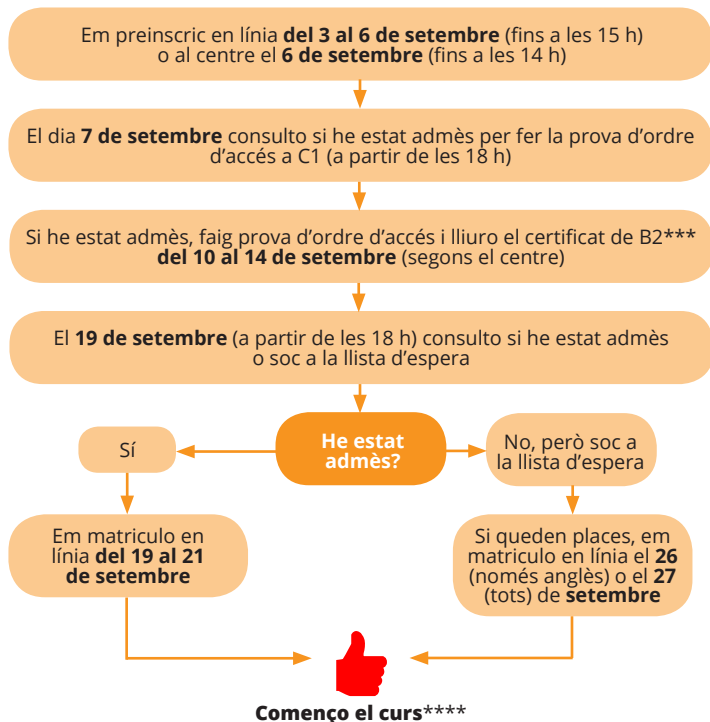 Em preinscric en línia del 3 al 6 de setembre (fins a les 15 h)
o al centre el 6 de setembre (fins a les 14 h)
El dia 7 de setembre consulto si he estat admès per fer la prova d’ordre
d’accés a C1 (a partir de les 18 h)
Si he estat admès, faig prova d’ordre d’accés i lliuro el certificat de B2***
del 10 al 14 de setembre (segons el centre)
El 19 de setembre (a partir de les 18 h) consulto si he estat admès
o soc a la llista d’espera
He estat
admès?
Sí
No, però soc a
la llista d’espera
Em matriculo en
línia del 19 al 21
de setembre
Si queden places, em
matriculo en línia el 26
(només anglès) o el 27
(tots) de setembre
Començo el curs****